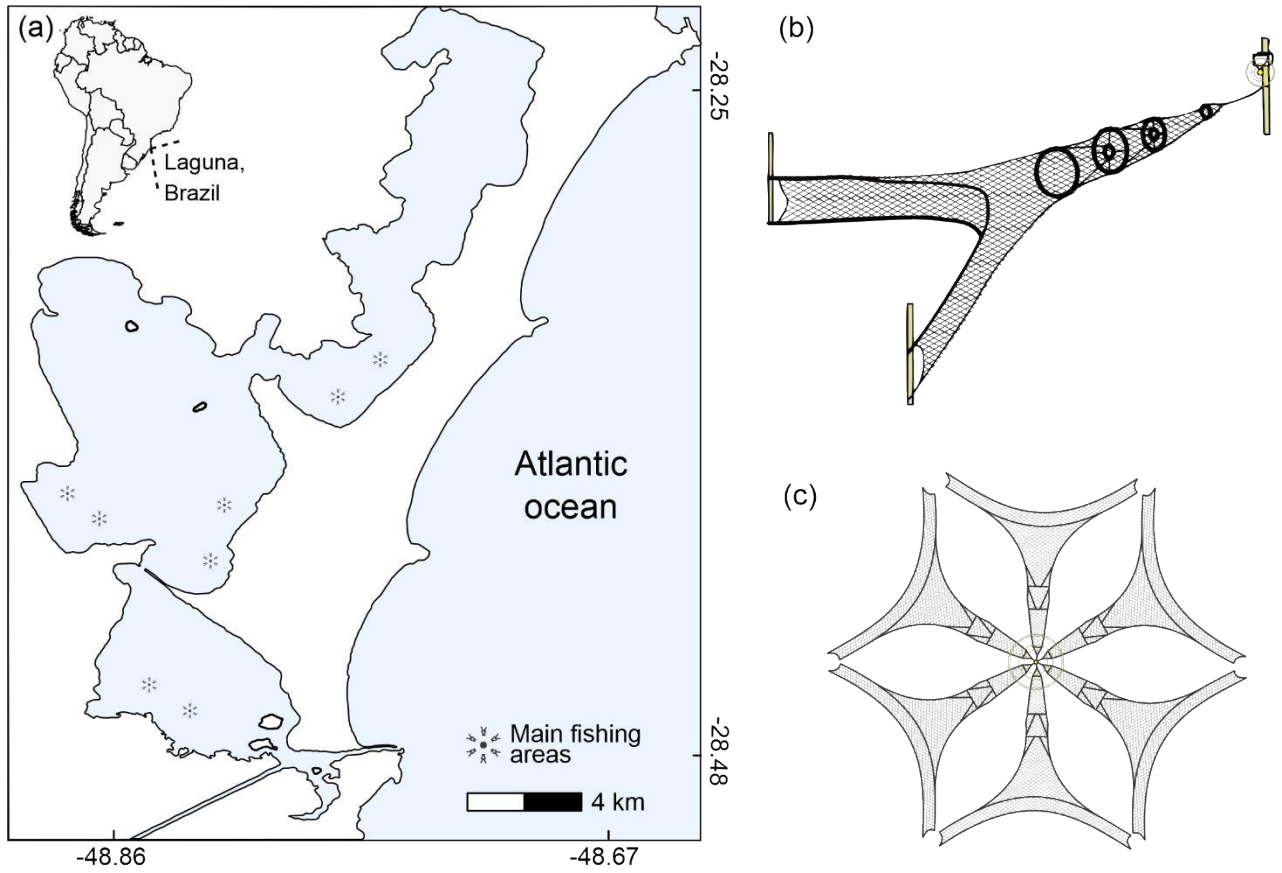 (a)
Laguna,
Brazil
Atlantic
ocean
Main fishing
areas
4 km
-28.25
-28.48
-48.86
-48.67
(b)
(c)